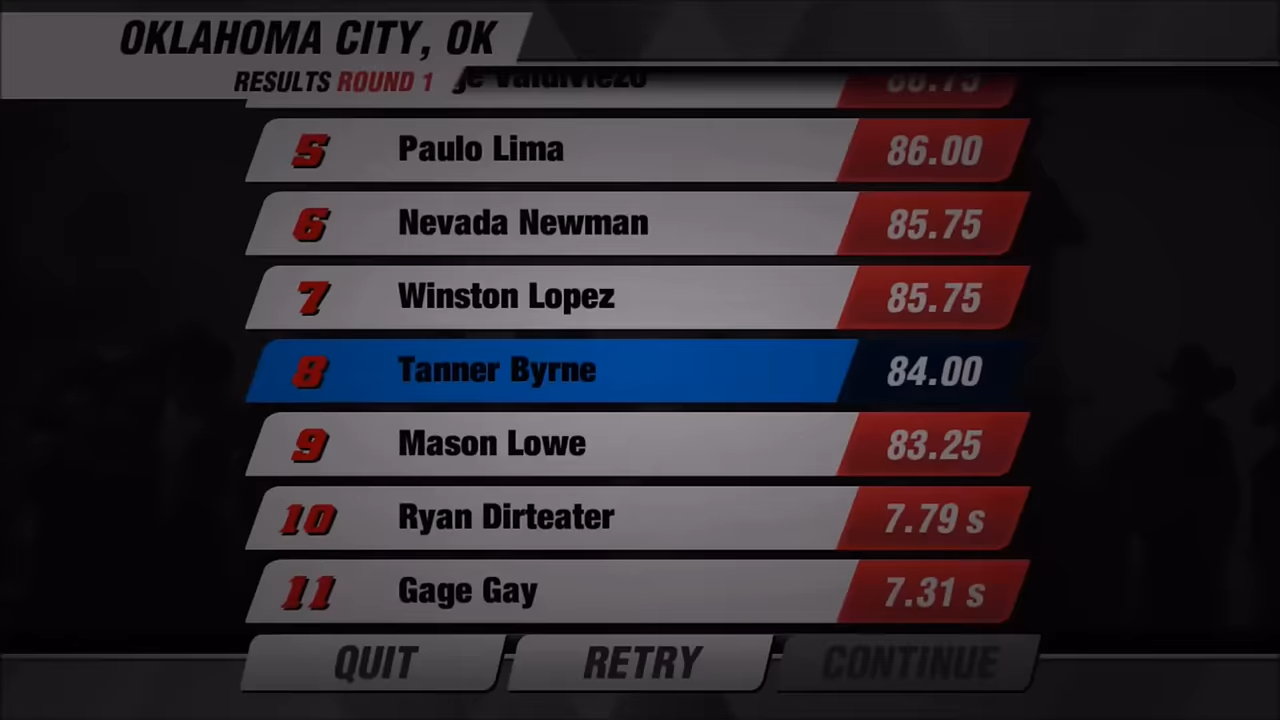 OKLAHOMA CITY, OK
RESULTS ROUND 1
5 Paulo Lima 86.00
6 Nevada Newman 85.75
7 Winston Lopez 85.75
8 Tanner Byrne 84.00
9 Mason Lowe 83.25
10 Ryan Dirteater 7.79 s
11 Gage Gay 7.31 s
QUIT RETRY CONTINUE